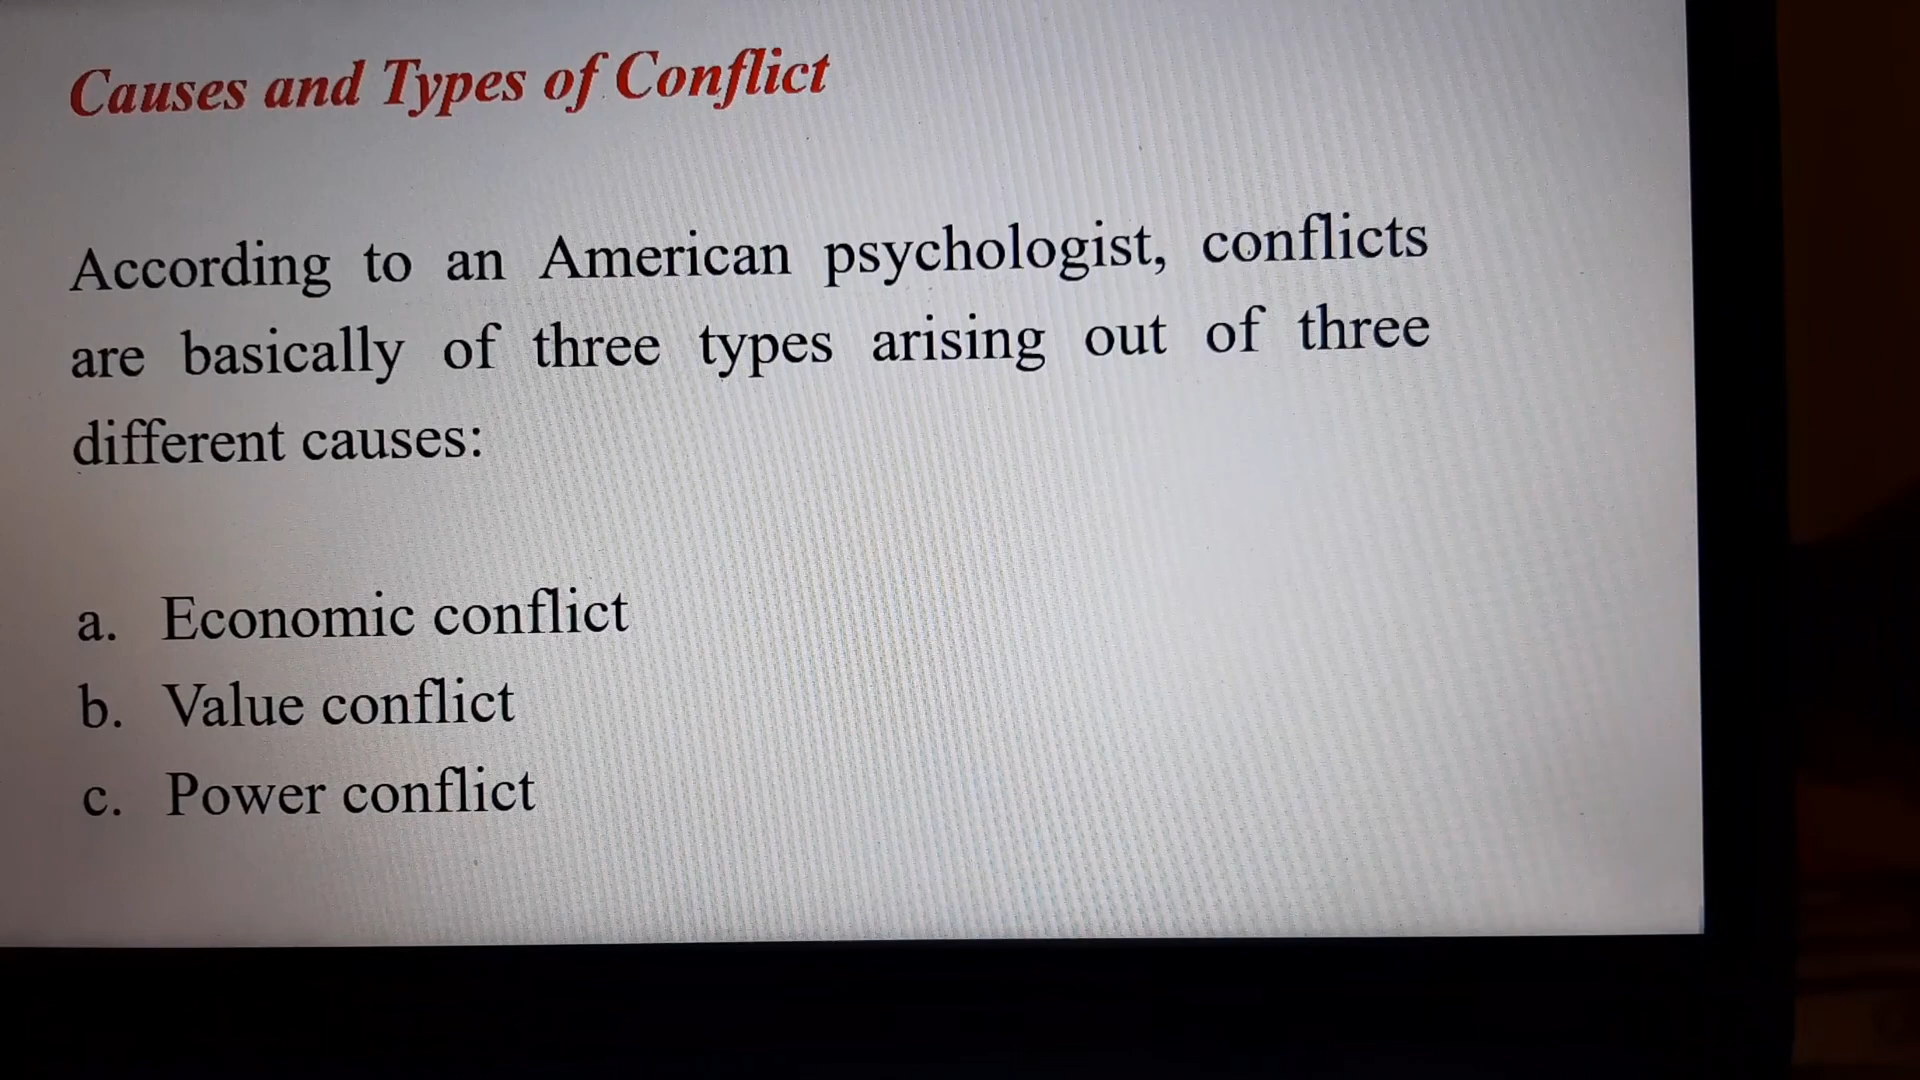 Causes and Types of Conflict
According to an American psychologist, conflicts
are basically of three types arising out of three
different causes:
a. Economic conflict
b. Value conflict
c. Power conflict